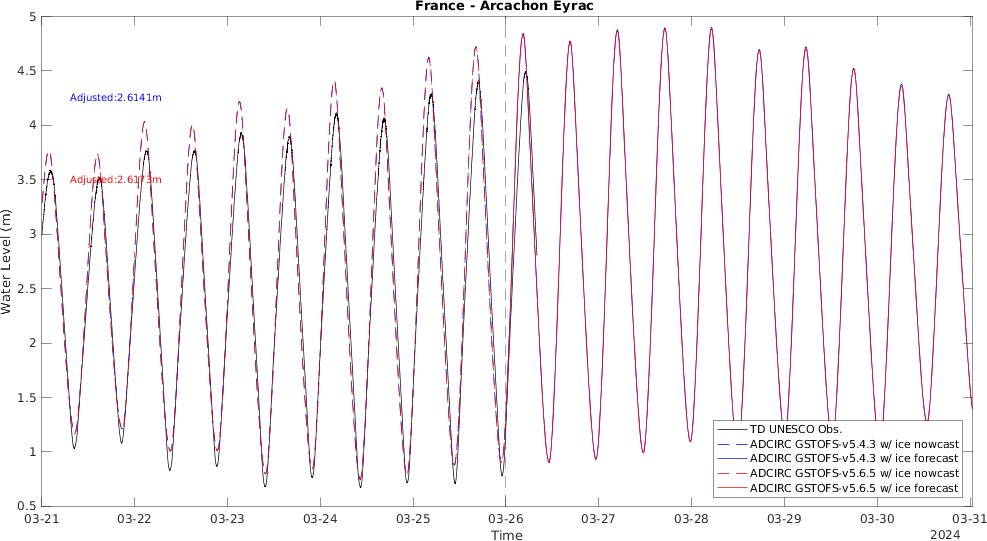 France - Arcachon Eyrac
5
4.5
4
3.5
3
2.5
2
1.5
1
0.5
Water Level (m)
Adjusted:2.6141m
Adjusted:2.6173m
TD UNESCO Obs.
ADCIRC GSTOFS-v5.4.3 w/ ice nowcast
ADCIRC GSTOFS-v5.4.3 w/ ice forecast
ADCIRC GSTOFS-v5.6.5 w/ ice nowcast
ADCIRC GSTOFS-v5.6.5 w/ ice forecast
03-21 03-22 03-23 03-24 03-25 03-26 03-27 03-28 03-29 03-30 03-31
Time
2024